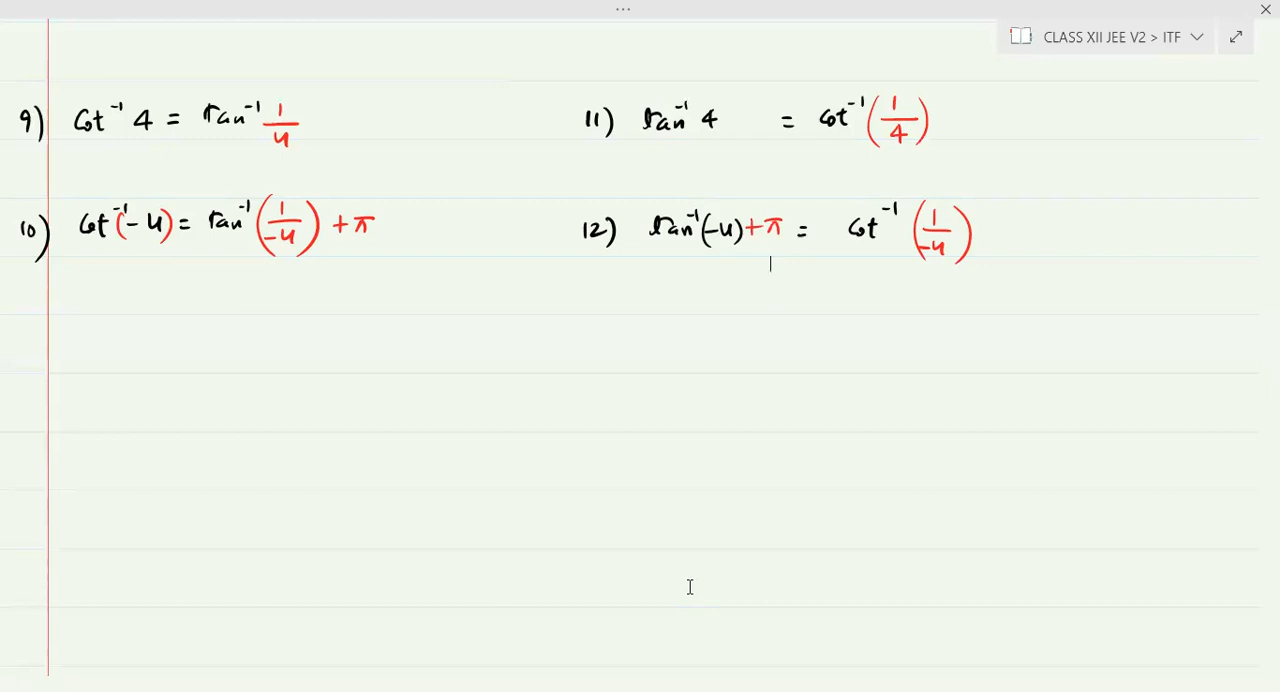 CLASS XII JEE V2 > ITF
9) Cot⁻¹ 4 = tan⁻¹ 1/4
11) tan⁻¹ 4 = cot⁻¹ (1/4)
10) Cot⁻¹ (-4) = tan⁻¹ (1/-4) + π
12) tan⁻¹ (-4) + π = Cot⁻¹ (1/-4)